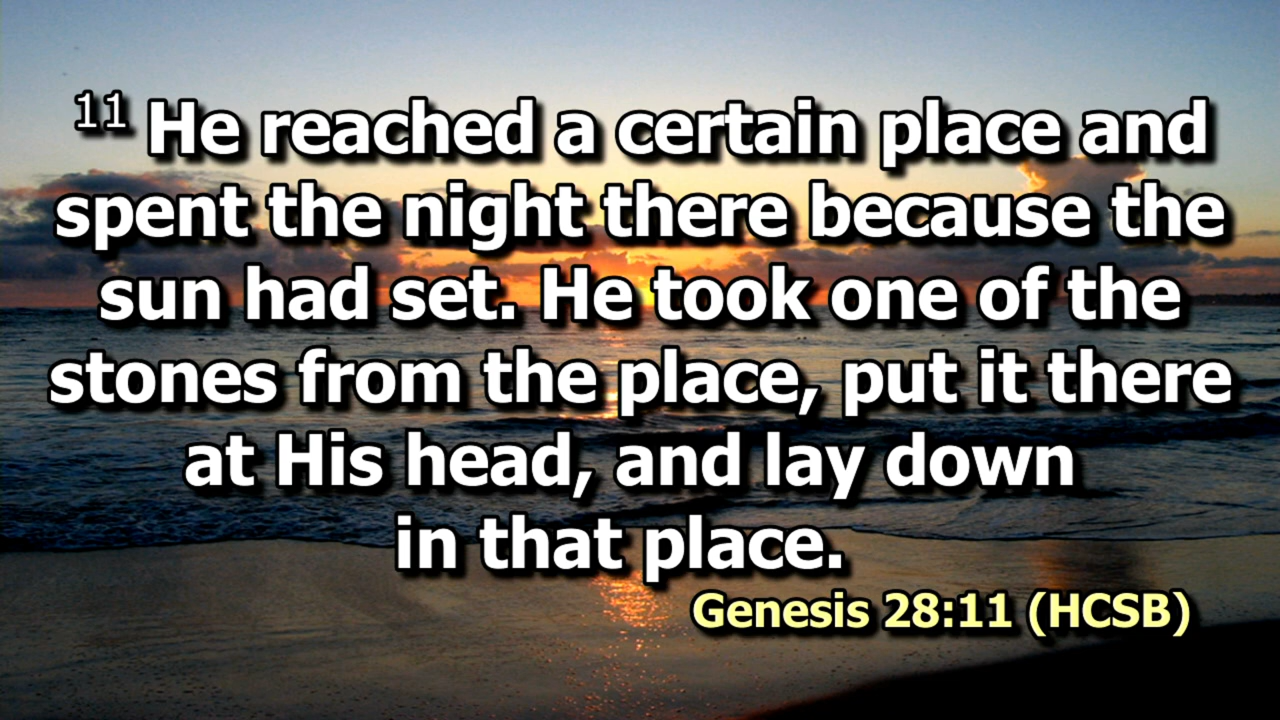 11 He reached a certain place and
spent the night there because the
sun had set. He took one of the
stones from the place, put it there
at His head, and lay down
in that place.
Genesis 28:11 (HCSB)